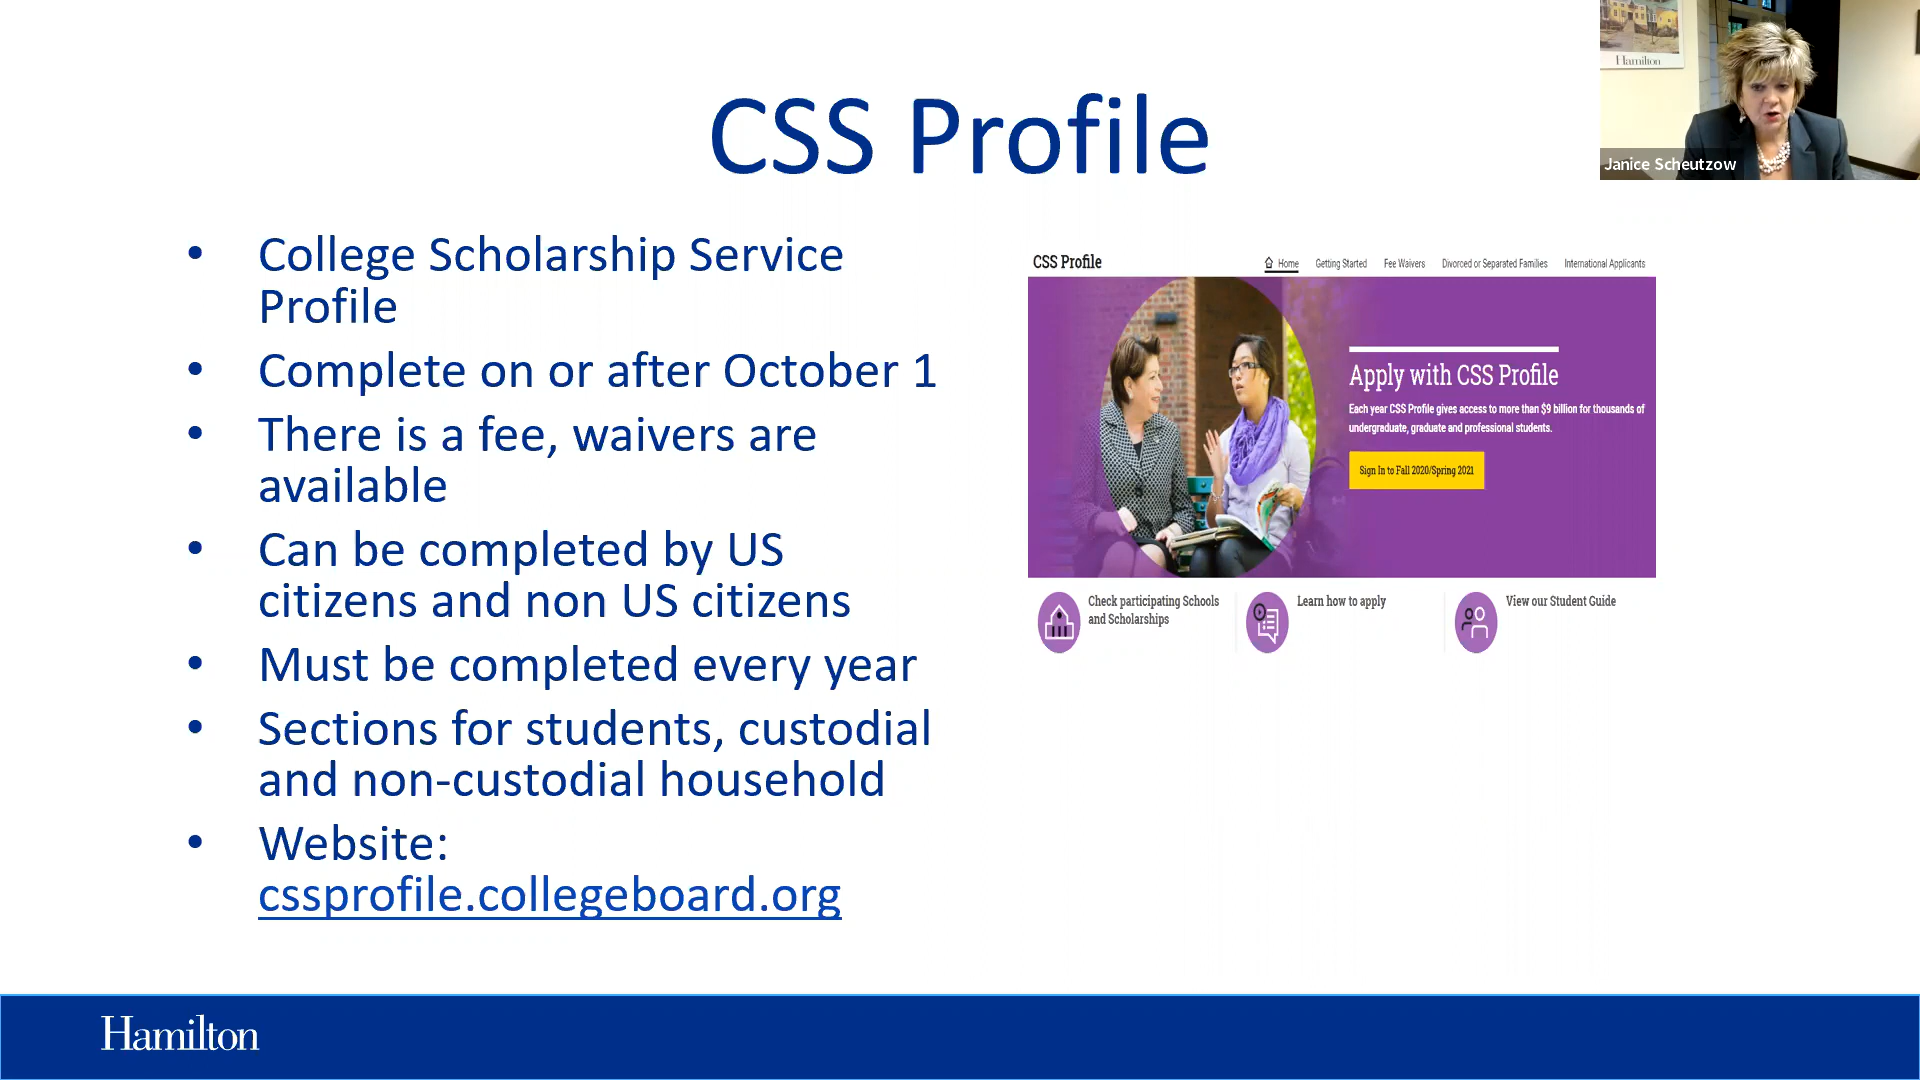 Hamilton
Janice Scheutzow
CSS Profile
• College Scholarship Service
Profile
• Complete on or after October 1
• There is a fee, waivers are
available
• Can be completed by US
citizens and non US citizens
• Must be completed every year
• Sections for students, custodial
and non-custodial household
• Website:
cssprofile.collegeboard.org
CSS Profile
Home Getting Started Fee Waivers Divorced or Separated Families International Applicants
Apply with CSS Profile
Each year CSS Profile gives access to more than $9 billion for thousands of
undergraduate, graduate and professional students.
Sign In to Fall 2020/Spring 2021
Check participating Schools
and Scholarships
Learn how to apply
View our Student Guide
Hamilton